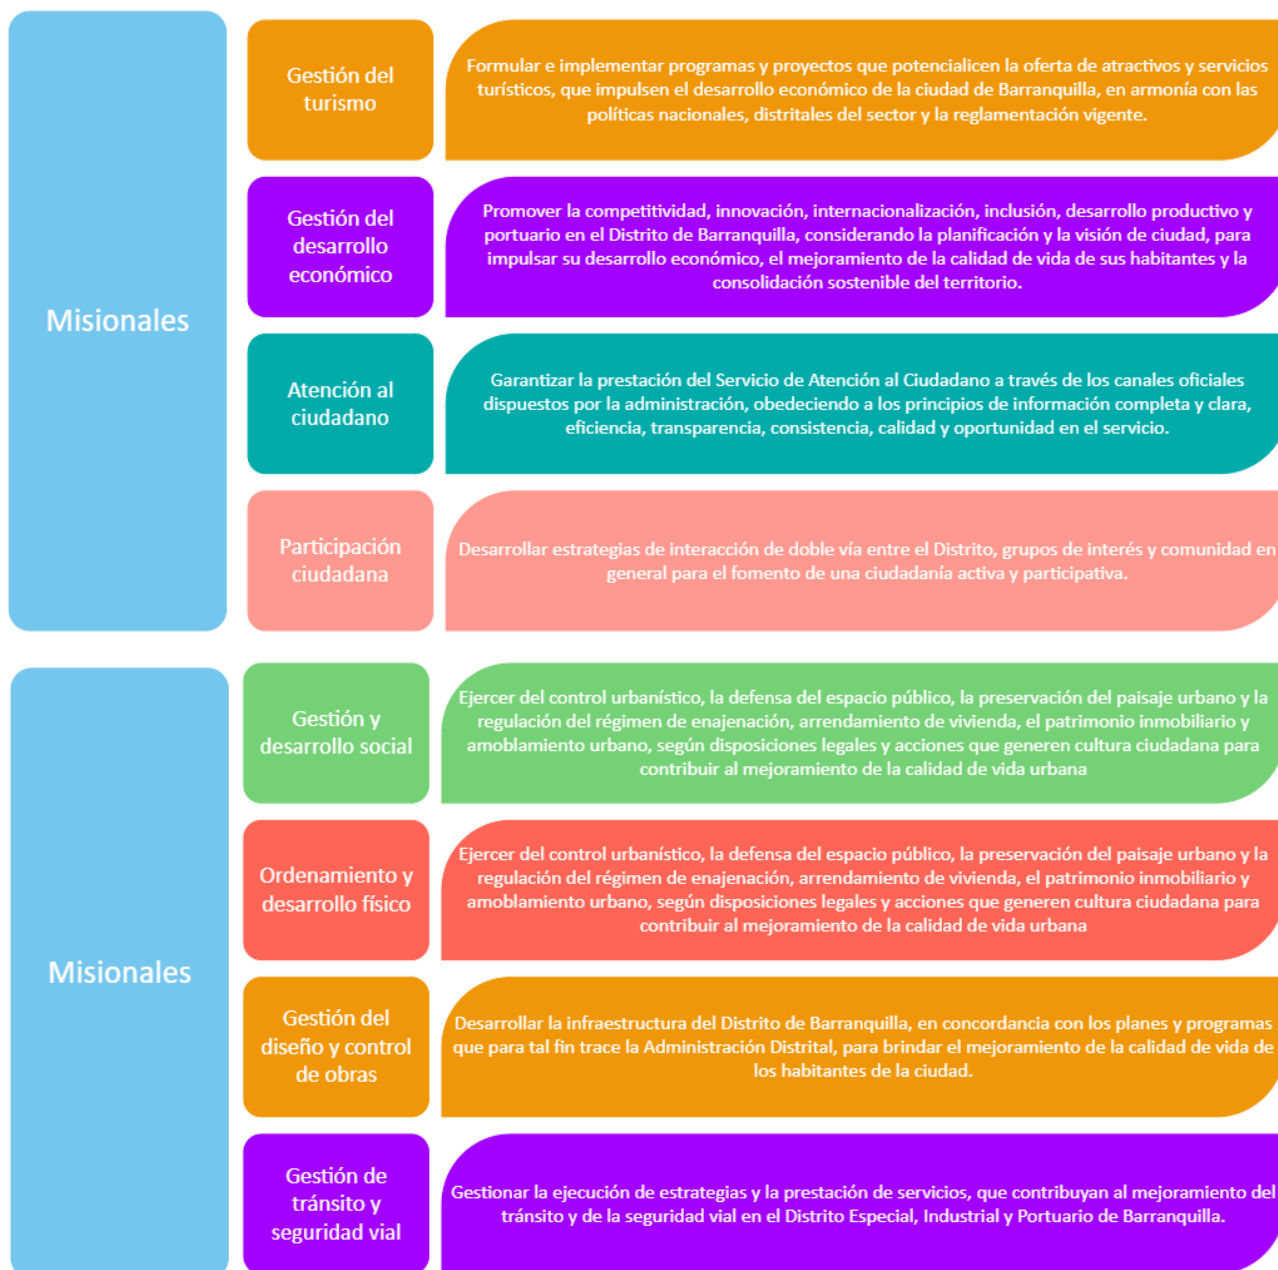 Misionales
Gestión del
turismo
Formular e implementar programas y proyectos que potencialicen la oferta de atractivos y servicios
turísticos, que impulsen el desarrollo económico de la ciudad de Barranquilla, en armonía con las
políticas nacionales, distritales del sector y la reglamentación vigente.
Gestión del
desarrollo
económico
Promover la competitividad, innovación, internacionalización, inclusión, desarrollo productivo y
portuario en el Distrito de Barranquilla, considerando la planificación y la visión de ciudad, para
impulsar su desarrollo económico, el mejoramiento de la calidad de vida de sus habitantes y la
consolidación sostenible del territorio.
Atención al
ciudadano
Garantizar la prestación del Servicio de Atención al Ciudadano a través de los canales oficiales
dispuestos por la administración, obedeciendo a los principios de información completa y clara,
eficiencia, transparencia, consistencia, calidad y oportunidad en el servicio.
Participación
ciudadana
Desarrollar estrategias de interacción de doble vía entre el Distrito, grupos de interés y comunidad en
general para el fomento de una ciudadanía activa y participativa.
Misionales
Gestión y
desarrollo social
Ejercer del control urbanístico, la defensa del espacio público, la preservación del paisaje urbano y la
regulación del régimen de enajenación, arrendamiento de vivienda, el patrimonio inmobiliario y
amoblamiento urbano, según disposiciones legales y acciones que generen cultura ciudadana para
contribuir al mejoramiento de la calidad de vida urbana
Ordenamiento y
desarrollo físico
Ejercer del control urbanístico, la defensa del espacio público, la preservación del paisaje urbano y la
regulación del régimen de enajenación, arrendamiento de vivienda, el patrimonio inmobiliario y
amoblamiento urbano, según disposiciones legales y acciones que generen cultura ciudadana para
contribuir al mejoramiento de la calidad de vida urbana
Gestión del
diseño y control
de obras
Desarrollar la infraestructura del Distrito de Barranquilla, en concordancia con los planes y programas
que para tal fin trace la Administración Distrital, para brindar el mejoramiento de la calidad de vida de
los habitantes de la ciudad.
Gestión de
tránsito y
seguridad vial
Gestionar la ejecución de estrategias y la prestación de servicios, que contribuyan al mejoramiento del
tránsito y de la seguridad vial en el Distrito Especial, Industrial y Portuario de Barranquilla.